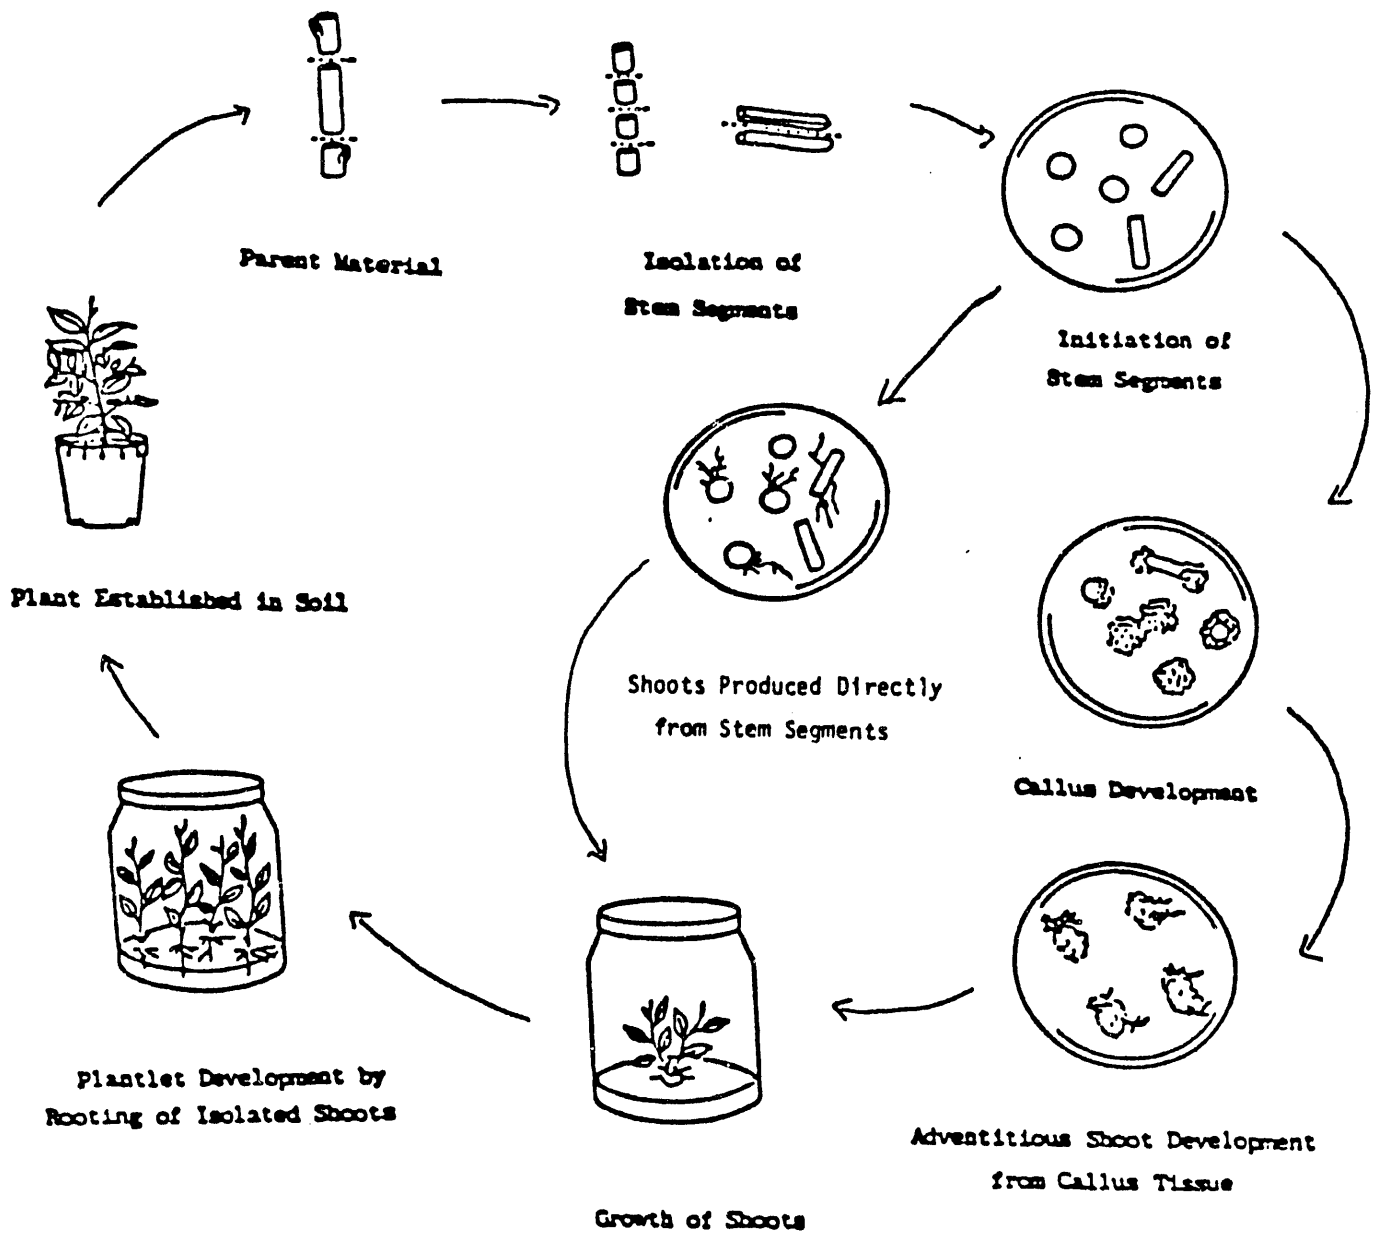 Parent Material
Isolation of
Stem Segments
Initiation of
Stem Segments
Plant Established in Soil
Shoots Produced Directly
from Stem Segments
Callus Development
Plantlet Development by
Rooting of Isolated Shoots
Adventitious Shoot Development
from Callus Tissue
Growth of Shoots